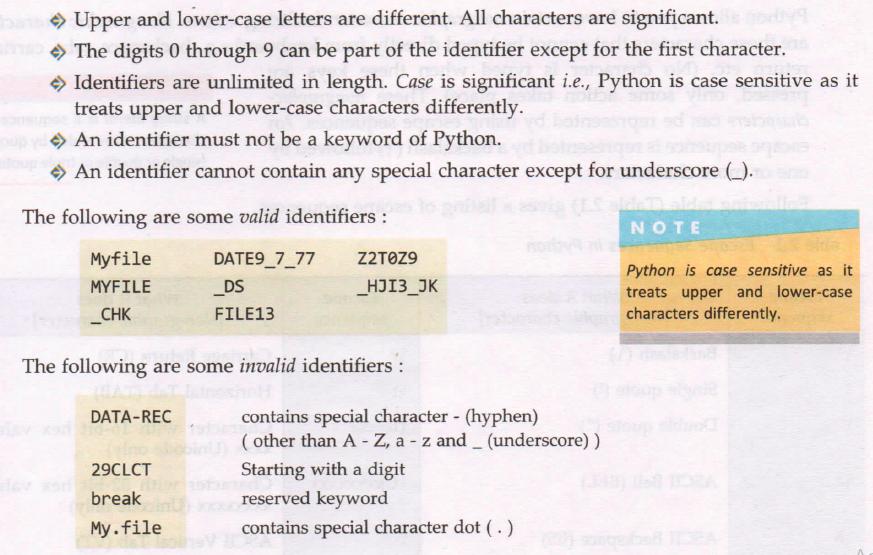 Upper and lower-case letters are different. All characters are significant.
The digits 0 through 9 can be part of the identifier except for the first character.
Identifiers are unlimited in length. Case is significant i.e., Python is case sensitive as it
treats upper and lower-case characters differently.
An identifier must not be a keyword of Python.
An identifier cannot contain any special character except for underscore (_).
The following are some valid identifiers :
Myfile DATE9_7_77 Z2T0Z9
MYFILE _DS _HJI3_JK
_CHK FILE13
NOTE
Python is case sensitive as it
treats upper and lower-case
characters differently.
The following are some invalid identifiers :
DATA-REC contains special character - (hyphen)
( other than A - Z, a - z and _ (underscore) )
29CLCT Starting with a digit
break reserved keyword
My.file contains special character dot ( . )